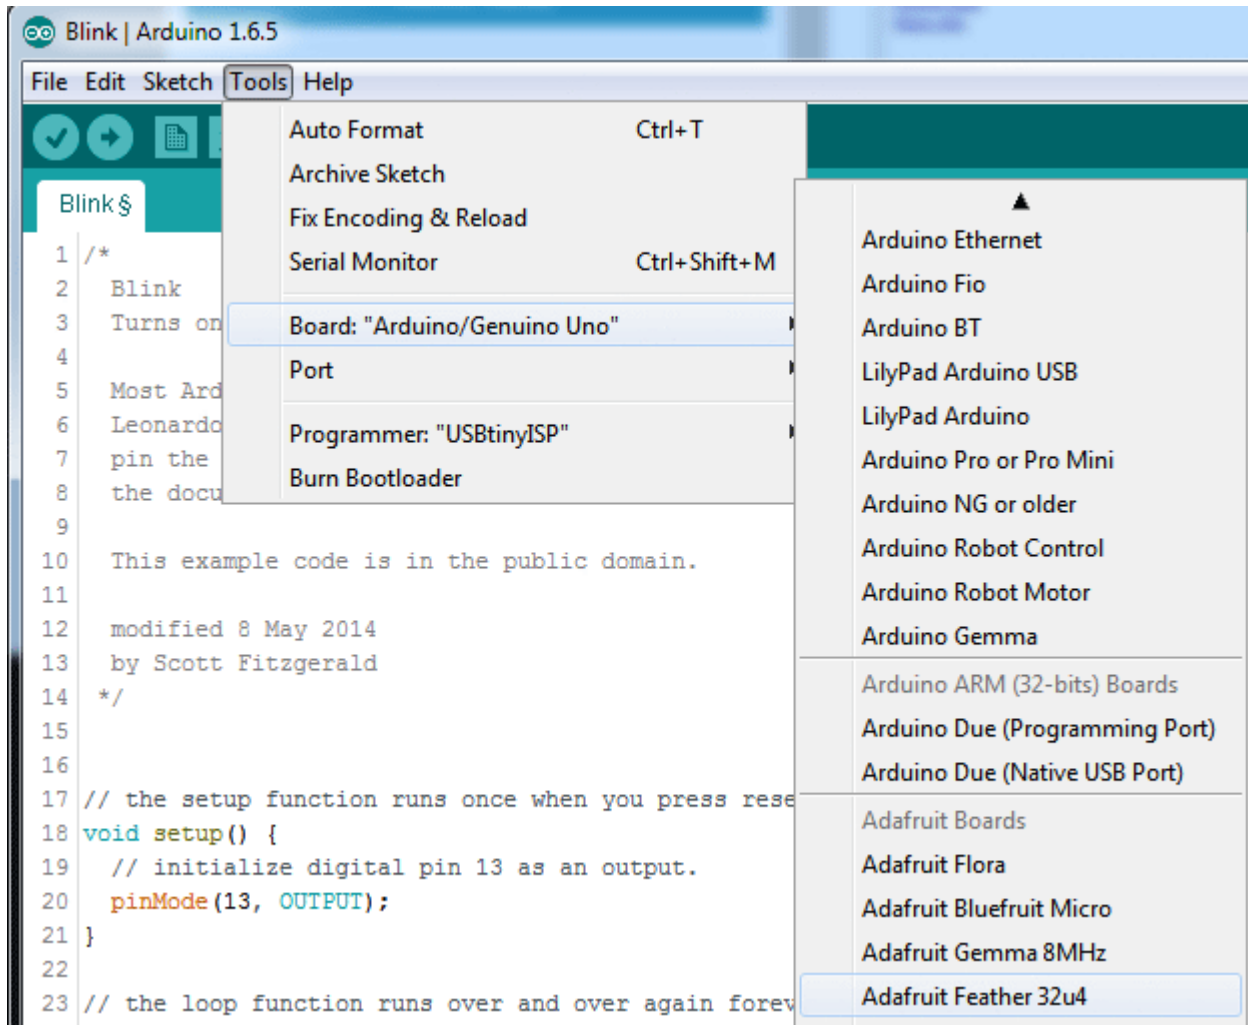 Blink | Arduino 1.6.5
File Edit Sketch Tools Help
Auto Format Ctrl+T
Archive Sketch
Fix Encoding & Reload
Serial Monitor Ctrl+Shift+M
Board: "Arduino/Genuino Uno"
Port
Programmer: "USBtinyISP"
Burn Bootloader
Arduino Ethernet
Arduino Fio
Arduino BT
LilyPad Arduino USB
LilyPad Arduino
Arduino Pro or Pro Mini
Arduino NG or older
Arduino Robot Control
Arduino Robot Motor
Arduino Gemma
Arduino ARM (32-bits) Boards
Arduino Due (Programming Port)
Arduino Due (Native USB Port)
Adafruit Boards
Adafruit Flora
Adafruit Bluefruit Micro
Adafruit Gemma 8MHz
Adafruit Feather 32u4
Blink §
1 /*
2 Blink
3 Turns on
4
5 Most Ard
6 Leonardo
7 pin the
8 the docu
9
10 This example code is in the public domain.
11
12 modified 8 May 2014
13 by Scott Fitzgerald
14 */
15
16
17 // the setup function runs once when you press rese
18 void setup() {
19 // initialize digital pin 13 as an output.
20 pinMode(13, OUTPUT);
21 }
22
23 // the loop function runs over and over again forev